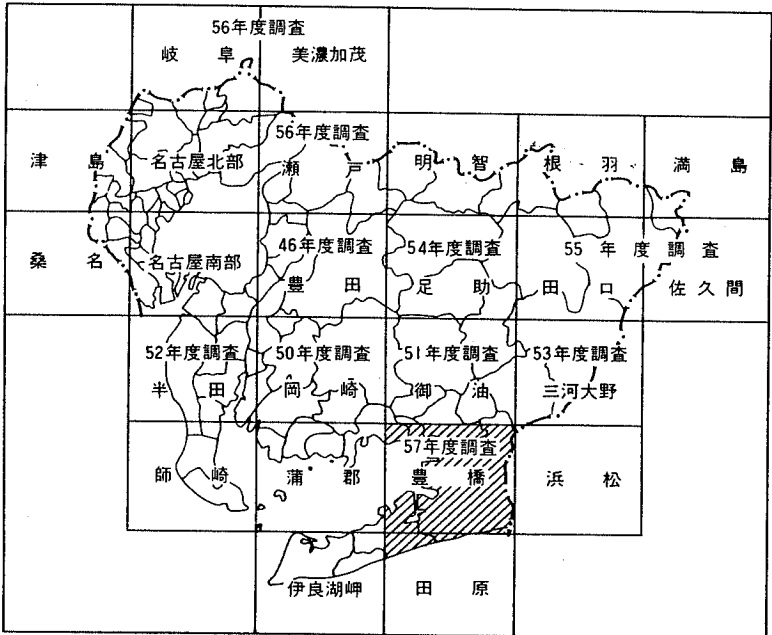 56年度調査
岐阜 美濃加茂
56年度調査
津島 名古屋北部 瀬戸 明智 根羽 満島
46年度調査 54年度調査 55年度調査
桑名 名古屋南部 豊田 足助 田口 佐久間
52年度調査 50年度調査 51年度調査 53年度調査
半田 岡崎 御油 三河大野
57年度調査
師崎 蒲郡 豊橋 浜松
伊良湖岬 田原